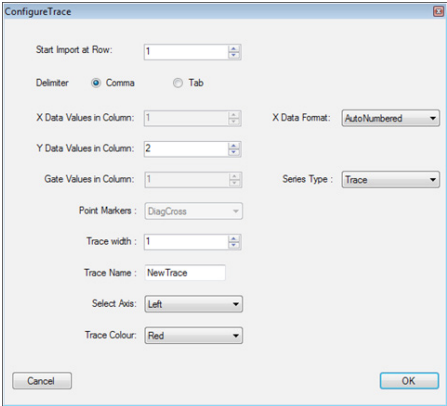 ConfigureTrace
Start Import at Row: 1
Delimiter Comma Tab
X Data Values in Column: 1 X Data Format: AutoNumbered
Y Data Values in Column: 2
Gate Values in Column: 1 Series Type : Trace
Point Markers : DiagCross
Trace width : 1
Trace Name : NewTrace
Select Axis: Left
Trace Colour: Red
Cancel OK